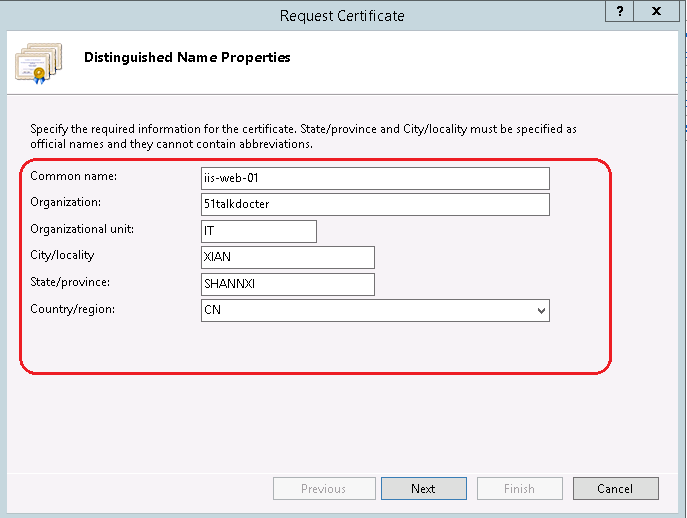 Request Certificate
? x
Distinguished Name Properties
Specify the required information for the certificate. State/province and City/locality must be specified as
official names and they cannot contain abbreviations.
Common name: iis-web-01
Organization: 51talkdocter
Organizational unit: IT
City/locality XIAN
State/province: SHANNXI
Country/region: CN
Previous Next Finish Cancel